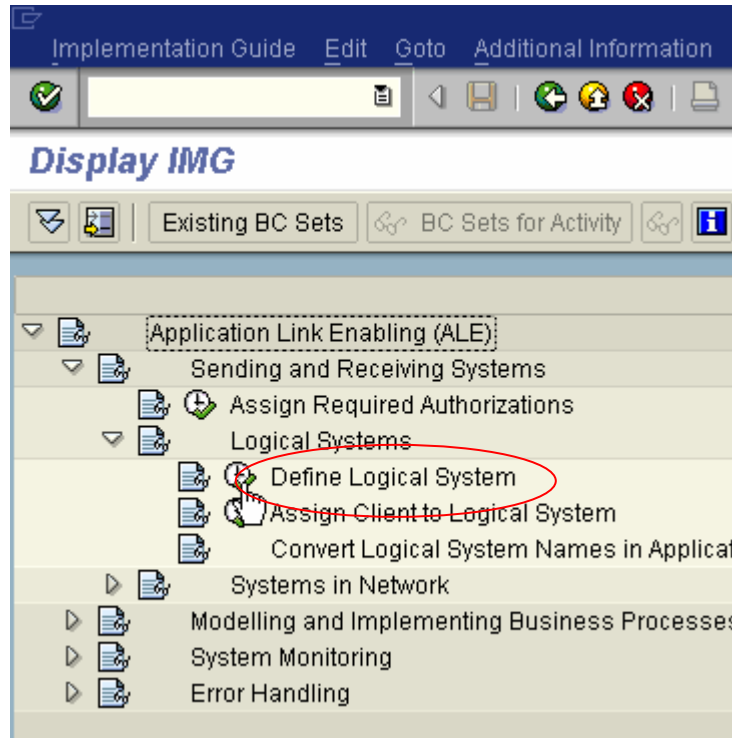 Implementation Guide Edit Goto Additional Information
Display IMG
Existing BC Sets BC Sets for Activity
Application Link Enabling (ALE)
Sending and Receiving Systems
Assign Required Authorizations
Logical Systems
Define Logical System
Assign Client to Logical System
Convert Logical System Names in Applicat
Systems in Network
Modelling and Implementing Business Processes
System Monitoring
Error Handling